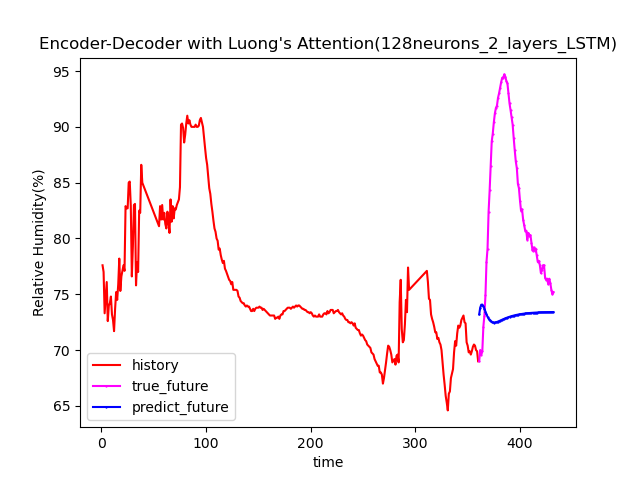 Encoder-Decoder with Luong's Attention(128neurons_2_layers_LSTM)
Relative Humidity(%)
95
90
85
80
75
70
65
history
true_future
predict_future
0
100
200
300
400
time